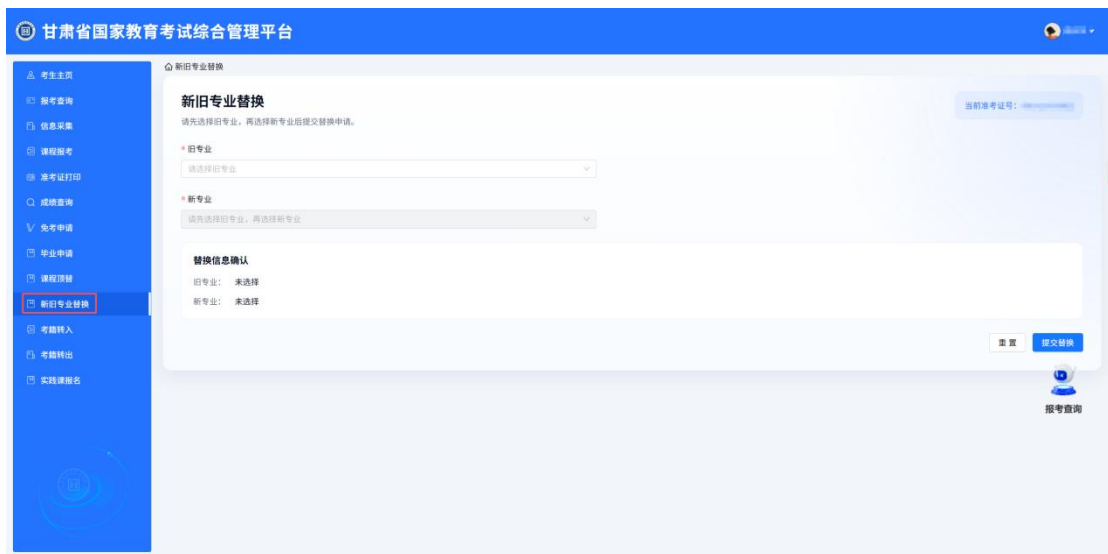 甘肃省国家教育考试综合管理平台
考生主页
报考查询
信息采集
课程报考
准考证打印
成绩查询
免考申请
毕业申请
课程顶替
新旧专业替换
考籍转入
考籍转出
实践课报名
新旧专业替换
新旧专业替换
当前准考证号：
请先选择旧专业，再选择新专业后提交替换申请。
* 旧专业
请选择旧专业
* 新专业
请先选择旧专业，再选择新专业
替换信息确认
旧专业： 未选择
新专业： 未选择
重 置 提交替换
报考查询